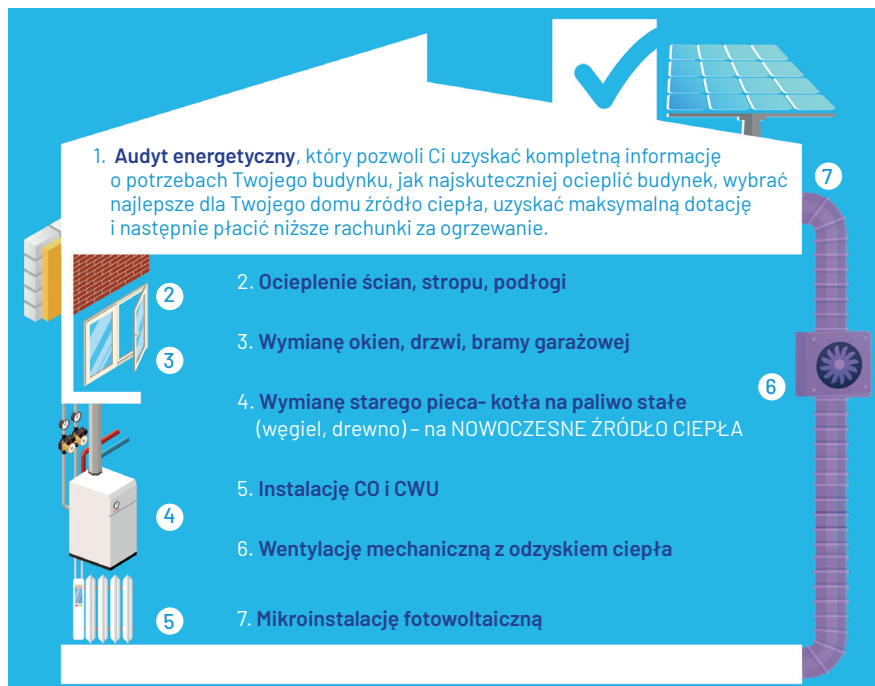 1. Audyt energetyczny, który pozwoli Ci uzyskać kompletną informację
o potrzebach Twojego budynku, jak najskuteczniej ocieplić budynek, wybrać
najlepsze dla Twojego domu źródło ciepła, uzyskać maksymalną dotację
i następnie płacić niższe rachunki za ogrzewanie.
7
2. Ocieplenie ścian, stropu, podłogi
2
3. Wymianę okien, drzwi, bramy garażowej
3
4. Wymianę starego pieca- kotła na paliwo stałe
(węgiel, drewno) – na NOWOCZESNE ŹRÓDŁO CIEPŁA
6
5. Instalację CO i CWU
4
6. Wentylację mechaniczną z odzyskiem ciepła
7. Mikroinstalację fotowoltaiczną
5